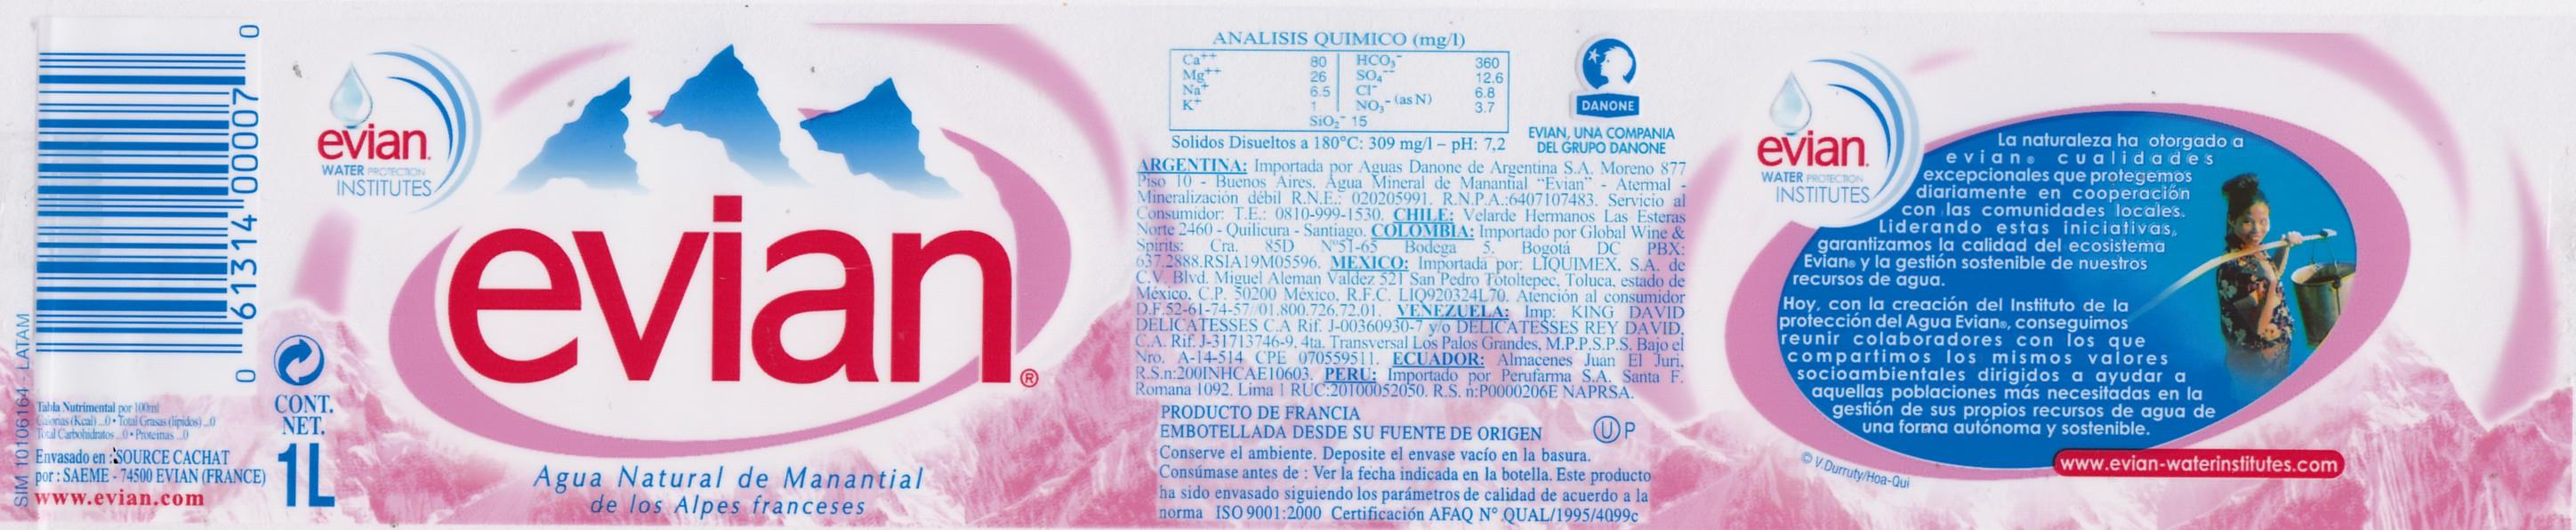 0 61314 00007 0
0
SIM 10106164 - LATAM
Tabla Nutrimental por 100ml
Calorias (Kcal) ...0 • Total Grasas (lipidos) ...0
Total Carbohidratos ...0 • Proteinas ...0
Envasado en : SOURCE CACHAT
por : SAEME - 74500 EVIAN (FRANCE)
www.evian.com
evian.
WATER PROTECTION
INSTITUTES
CONT.
NET.
1L
evian®
Agua Natural de Manantial
de los Alpes franceses
ANALISIS QUIMICO (mg/l)
Ca++ 80 HCO3- 360
Mg++ 26 SO4-- 12.6
Na+ 6.5 Cl- 6.8
K+ 1 NO3- (as N) 3.7
SiO2- 15
Solidos Disueltos a 180°C: 309 mg/l – pH: 7,2
DANONE
EVIAN, UNA COMPANIA
DEL GRUPO DANONE
ARGENTINA: Importada por Aguas Danone de Argentina S.A. Moreno 877
Piso 10 - Buenos Aires. Agua Mineral de Manantial "Evian" - Atermal -
Mineralización débil R.N.E.: 020205991. R.N.P.A.:6407107483. Servicio al
Consumidor: T.E.: 0810-999-1530. CHILE: Velarde Hermanos Las Esteras
Norte 2460 - Quilicura - Santiago. COLOMBIA: Importado por Global Wine &
Spirits: Cra. 85D N°51-65 Bodega 5. Bogotá DC PBX:
637.2888.RSIA19M05596. MEXICO: Importada por: LIQUIMEX, S.A. de
C.V. Blvd. Miguel Aleman Valdez 521 San Pedro Totoltepec, Toluca, estado de
México, C.P. 50200 México, R.F.C. LIQ920324L70. Atención al consumidor
D.F.52-61-74-57//01.800.726.72.01. VENEZUELA: Imp: KING DAVID
DELICATESSES C.A Rif. J-00360930-7 y/o DELICATESSES REY DAVID,
C.A. Rif. J-31713746-9, 4ta. Transversal Los Palos Grandes, M.P.P.S.P.S. Bajo el
Nro. A-14-514 CPE 070559511. ECUADOR: Almacenes Juan El Juri,
R.S.n:200INHCAE10603. PERU: Importado por Perufarma S.A. Santa F.
Romana 1092. Lima 1 RUC:20100052050. R.S. n:P0000206E NAPRSA.
PRODUCTO DE FRANCIA
EMBOTELLADA DESDE SU FUENTE DE ORIGEN U P
Conserve el ambiente. Deposite el envase vacío en la basura.
Consúmase antes de : Ver la fecha indicada en la botella. Este producto
ha sido envasado siguiendo los parámetros de calidad de acuerdo a la
norma ISO 9001:2000 Certificación AFAQ N° QUAL/1995/4099c
evian.
WATER PROTECTION
INSTITUTES
La naturaleza ha otorgado a
evian® cualidades
excepcionales que protegemos
diariamente en cooperación
con las comunidades locales.
Liderando estas iniciativas,
garantizamos la calidad del ecosistema
Evian® y la gestión sostenible de nuestros
recursos de agua.
Hoy, con la creación del Instituto de la
protección del Agua Evian®, conseguimos
reunir colaboradores con los que
compartimos los mismos valores
socioambientales dirigidos a ayudar a
aquellas poblaciones más necesitadas en la
gestión de sus propios recursos de agua de
una forma autónoma y sostenible.
www.evian-waterinstitutes.com
© V.Durruty/Hoa-Qui